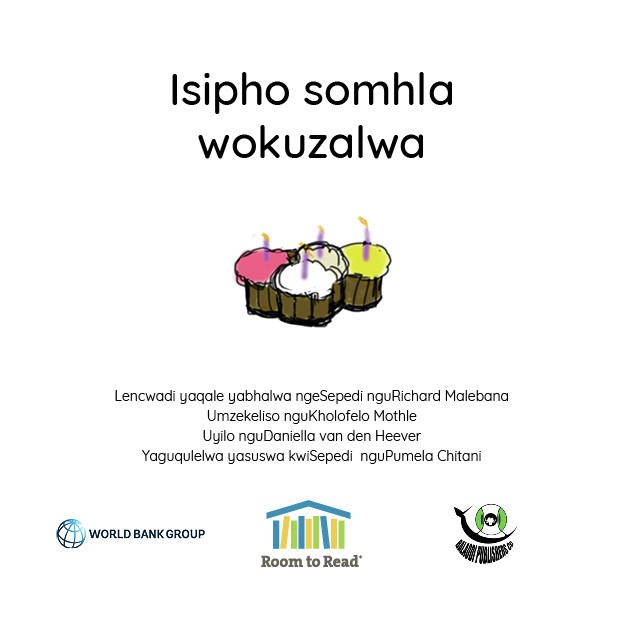 Isipho somhla
wokuzalwa
Lencwadi yaqale yabhalwa ngeSepedi nguRichard Malebana
Umzekeliso nguKholofelo Mothle
Uyilo nguDaniella van den Heever
Yaguqulelwa yasuswa kwiSepedi nguPumela Chitani
WORLD BANK GROUP
Room to Read